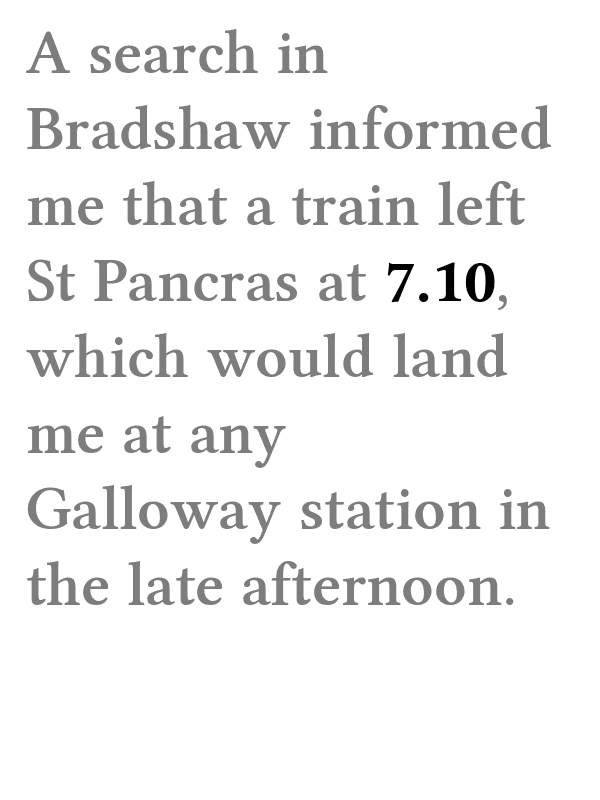 A search in
Bradshaw informed
me that a train left
St Pancras at 7.10,
which would land
me at any
Galloway station in
the late afternoon.